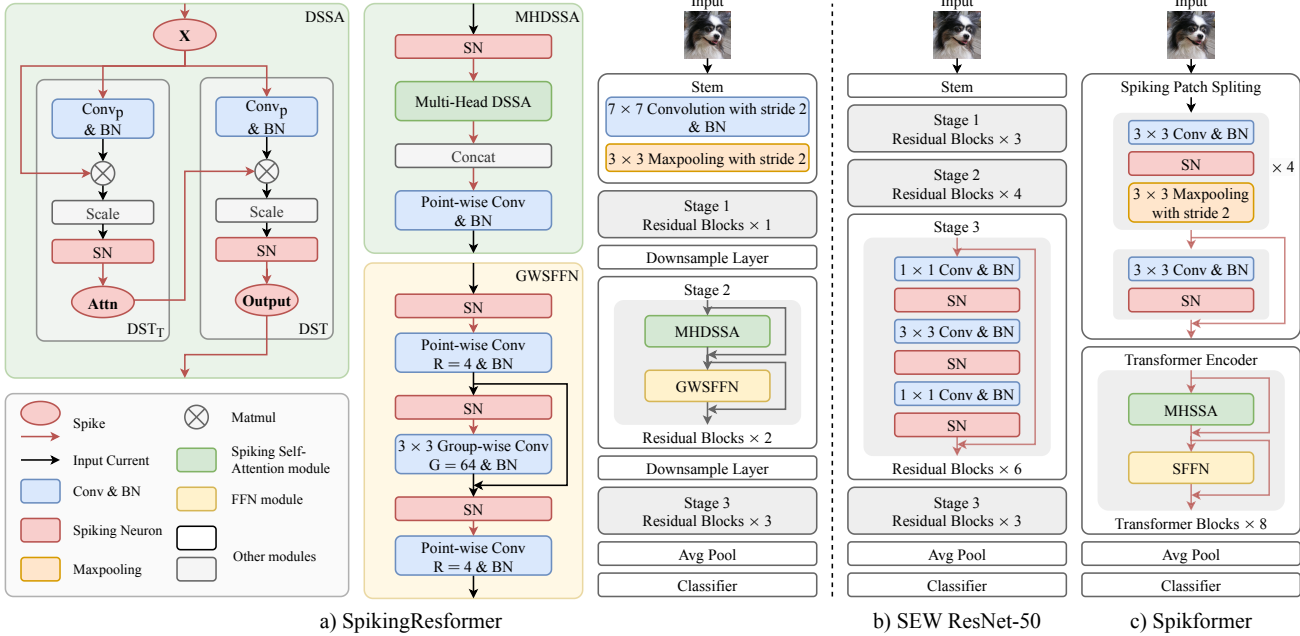 DSSA
X
Conv_p
& BN
Scale
SN
Attn
DST_T
Conv_p
& BN
Scale
SN
Output
DST
Spike
Input Current
Conv & BN
Spiking Neuron
Maxpooling
Matmul
Spiking Self-
Attention module
FFN module
Other modules
MHDSSA
SN
Multi-Head DSSA
Concat
Point-wise Conv
& BN
GWSFFN
SN
Point-wise Conv
R = 4 & BN
SN
3 × 3 Group-wise Conv
G = 64 & BN
SN
Point-wise Conv
R = 4 & BN
Input
Stem
7 × 7 Convolution with stride 2
& BN
3 × 3 Maxpooling with stride 2
Stage 1
Residual Blocks × 1
Downsample Layer
Stage 2
MHDSSA
GWSFFN
Residual Blocks × 2
Downsample Layer
Stage 3
Residual Blocks × 3
Avg Pool
Classifier
a) SpikingResformer
Input
Stem
Stage 1
Residual Blocks × 3
Stage 2
Residual Blocks × 4
Stage 3
1 × 1 Conv & BN
SN
3 × 3 Conv & BN
SN
1 × 1 Conv & BN
SN
Residual Blocks × 6
Stage 3
Residual Blocks × 3
Avg Pool
Classifier
b) SEW ResNet-50
Input
Spiking Patch Spliting
3 × 3 Conv & BN
SN
3 × 3 Maxpooling
with stride 2
× 4
3 × 3 Conv & BN
SN
Transformer Encoder
MHSSA
SFFN
Transformer Blocks × 8
Avg Pool
Classifier
c) Spikformer